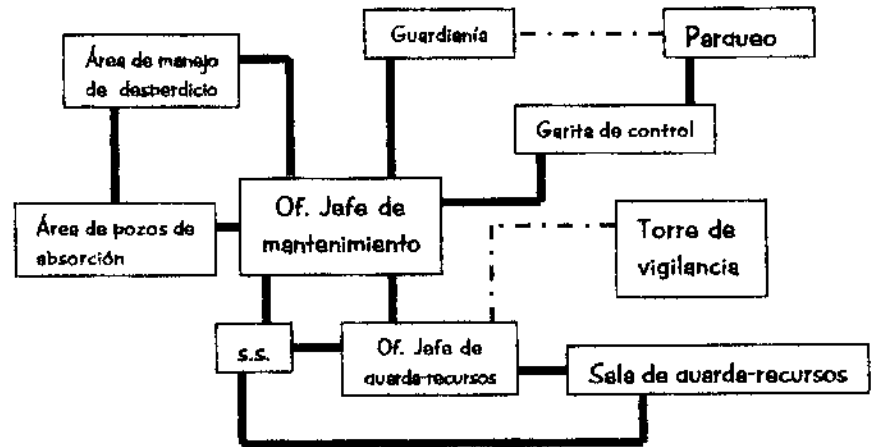 Guardianía
Parqueo
Área de manejo
de desperdicio
Garita de control
Of. Jefe de
mantenimiento
Área de pozos de
absorción
Torre de
vigilancia
s.s.
Of. Jefe de
guarda-recursos
Sala de guarda-recursos